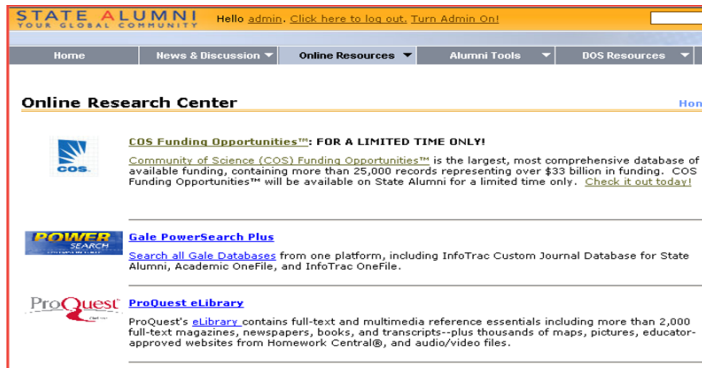 STATE ALUMNI
YOUR GLOBAL COMMUNITY
Hello admin. Click here to log out. Turn Admin On!
Home News & Discussion Online Resources Alumni Tools DOS Resources
Online Research Center
Hon
COS Funding Opportunities™: FOR A LIMITED TIME ONLY!
Community of Science (COS) Funding Opportunities™ is the largest, most comprehensive database of
available funding, containing more than 25,000 records representing over $33 billion in funding. COS
Funding Opportunities™ will be available on State Alumni for a limited time only. Check it out today!
COS.
POWER
SEARCH
Gale PowerSearch Plus
Search all Gale Databases from one platform, including InfoTrac Custom Journal Database for State
Alumni, Academic OneFile, and InfoTrac OneFile.
ProQuest
ProQuest eLibrary
ProQuest's eLibrary contains full-text and multimedia reference essentials including more than 2,000
full-text magazines, newspapers, books, and transcripts--plus thousands of maps, pictures, educator-
approved websites from Homework Central®, and audio/video files.